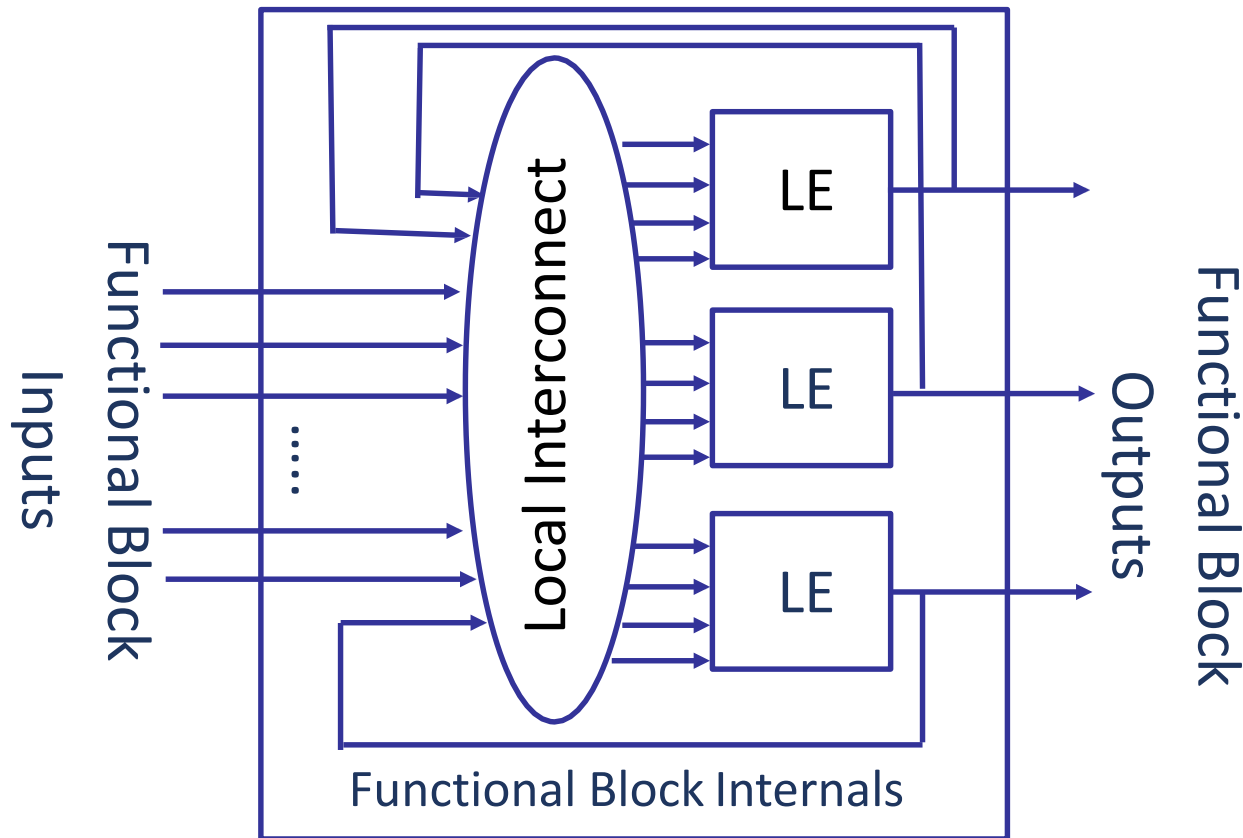 Functional Block
Inputs
Local Interconnect
LE
LE
LE
Functional Block
Outputs
Functional Block Internals